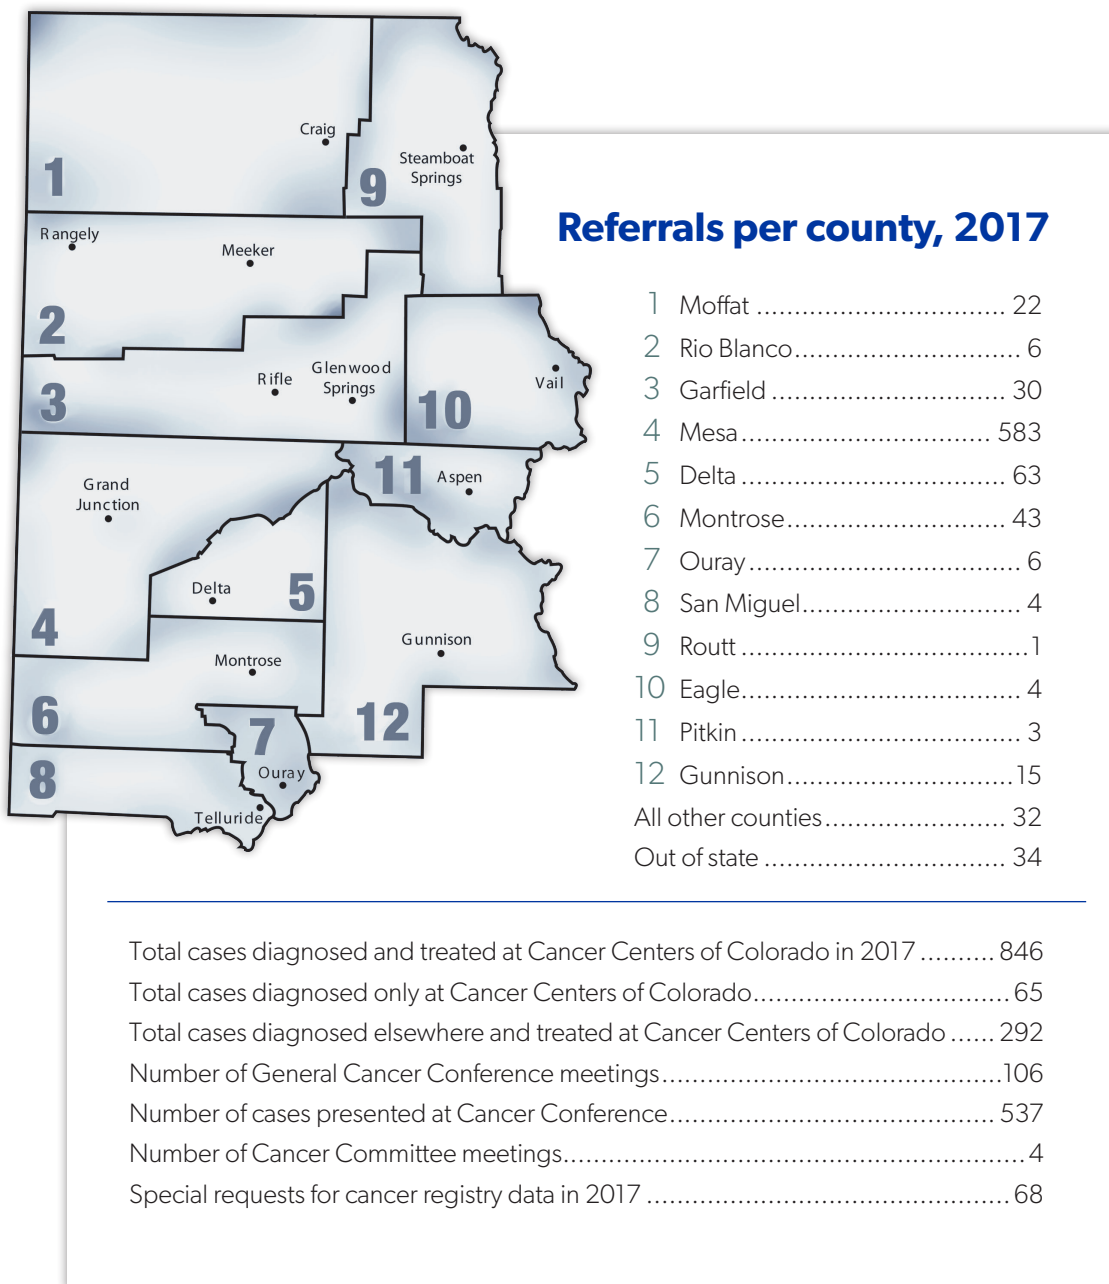 Craig
1
9
Steamboat
Springs
Rangely
Meeker
2
Glenwood
Springs
Rifle
3
10
Vail
11
Aspen
Grand
Junction
Delta
5
4
Gunnison
Montrose
6
7
12
8
Ouray
Telluride
Referrals per county, 2017
1 Moffat ................................. 22
2 Rio Blanco.............................. 6
3 Garfield ............................... 30
4 Mesa................................. 583
5 Delta ................................... 63
6 Montrose............................. 43
7 Ouray.................................... 6
8 San Miguel............................. 4
9 Routt ......................................1
10 Eagle..................................... 4
11 Pitkin ..................................... 3
12 Gunnison..............................15
All other counties........................ 32
Out of state ................................ 34
Total cases diagnosed and treated at Cancer Centers of Colorado in 2017 .......... 846
Total cases diagnosed only at Cancer Centers of Colorado.................................. 65
Total cases diagnosed elsewhere and treated at Cancer Centers of Colorado ...... 292
Number of General Cancer Conference meetings.............................................106
Number of cases presented at Cancer Conference............................................ 537
Number of Cancer Committee meetings............................................................. 4
Special requests for cancer registry data in 2017 ................................................ 68